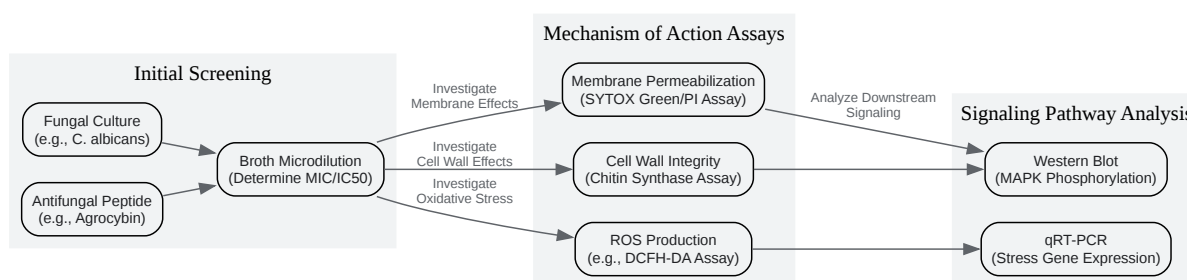 Initial Screening
Fungal Culture
(e.g., C. albicans)
Antifungal Peptide
(e.g., Agrocybin)
Broth Microdilution
(Determine MIC/IC50)
Investigate
Membrane Effects
Investigate
Cell Wall Effects
Investigate
Oxidative Stress
Mechanism of Action Assays
Membrane Permeabilization
(SYTOX Green/PI Assay)
Cell Wall Integrity
(Chitin Synthase Assay)
ROS Production
(e.g., DCFH-DA Assay)
Analyze Downstream
Signaling
Signaling Pathway Analysis
Western Blot
(MAPK Phosphorylation)
qRT-PCR
(Stress Gene Expression)